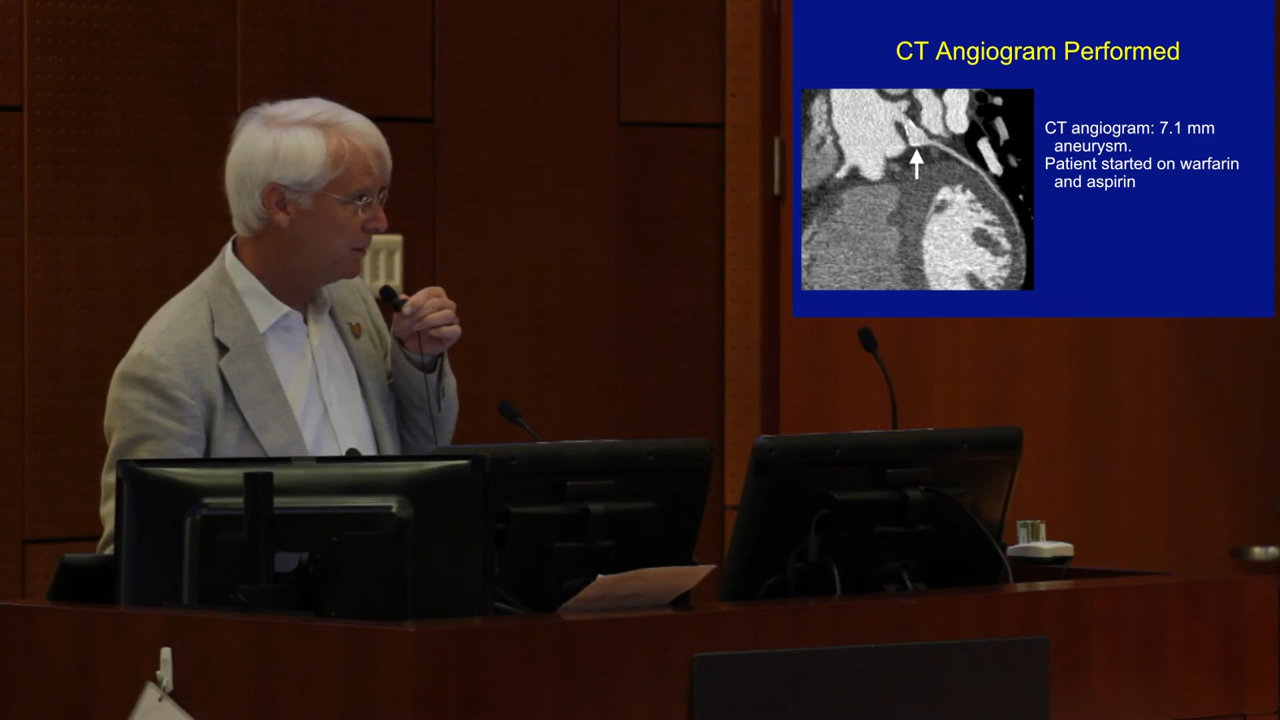 CT Angiogram Performed
CT angiogram: 7.1 mm
aneurysm.
Patient started on warfarin
and aspirin